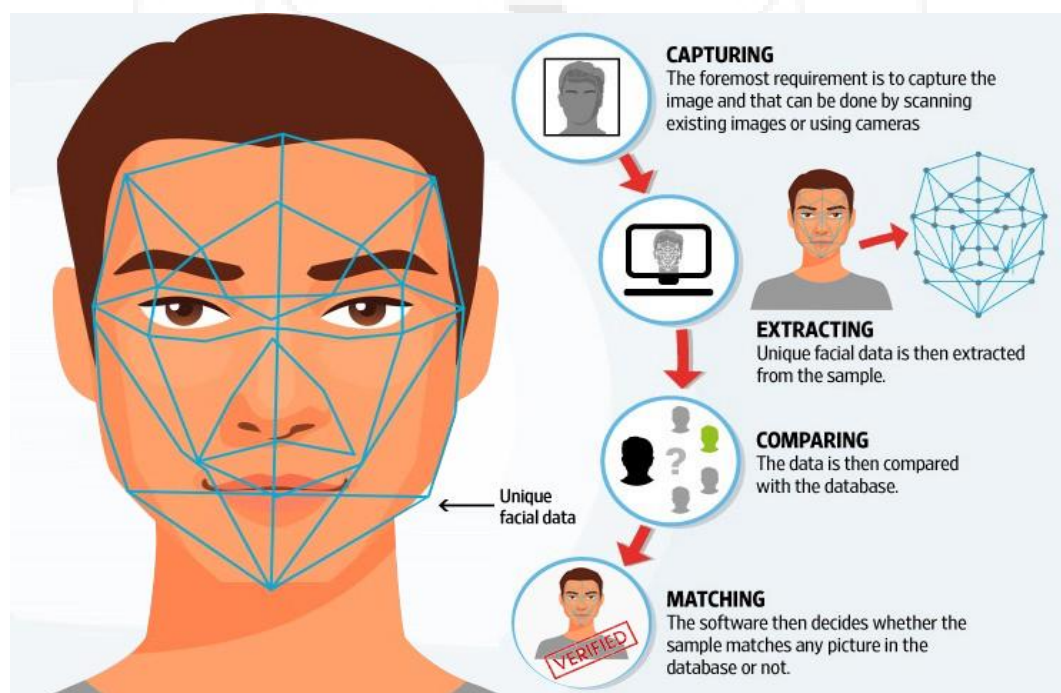 CAPTURING
The foremost requirement is to capture the
image and that can be done by scanning
existing images or using cameras
EXTRACTING
Unique facial data is then extracted
from the sample.
COMPARING
The data is then compared
with the database.
?
Unique
facial data
MATCHING
The software then decides whether the
sample matches any picture in the
database or not.
VERIFIED